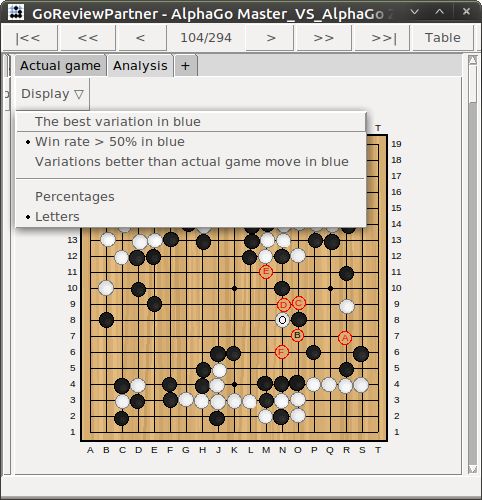 GoReviewPartner - AlphaGo Master_VS_AlphaGo
|<< << < 104/294 > >> >>| Table
Actual game Analysis +
Display ▽
The best variation in blue
Win rate > 50% in blue
Variations better than actual game move in blue
Percentages
Letters
T
19
18
17
16
15
14
13 13
12 12
11 E 11
10 10
9 D C 9
8 8
7 B A 7
6 F 6
5 5
4 4
3 3
2 2
1 1
A B C D E F G H J K L M N O P Q R S T